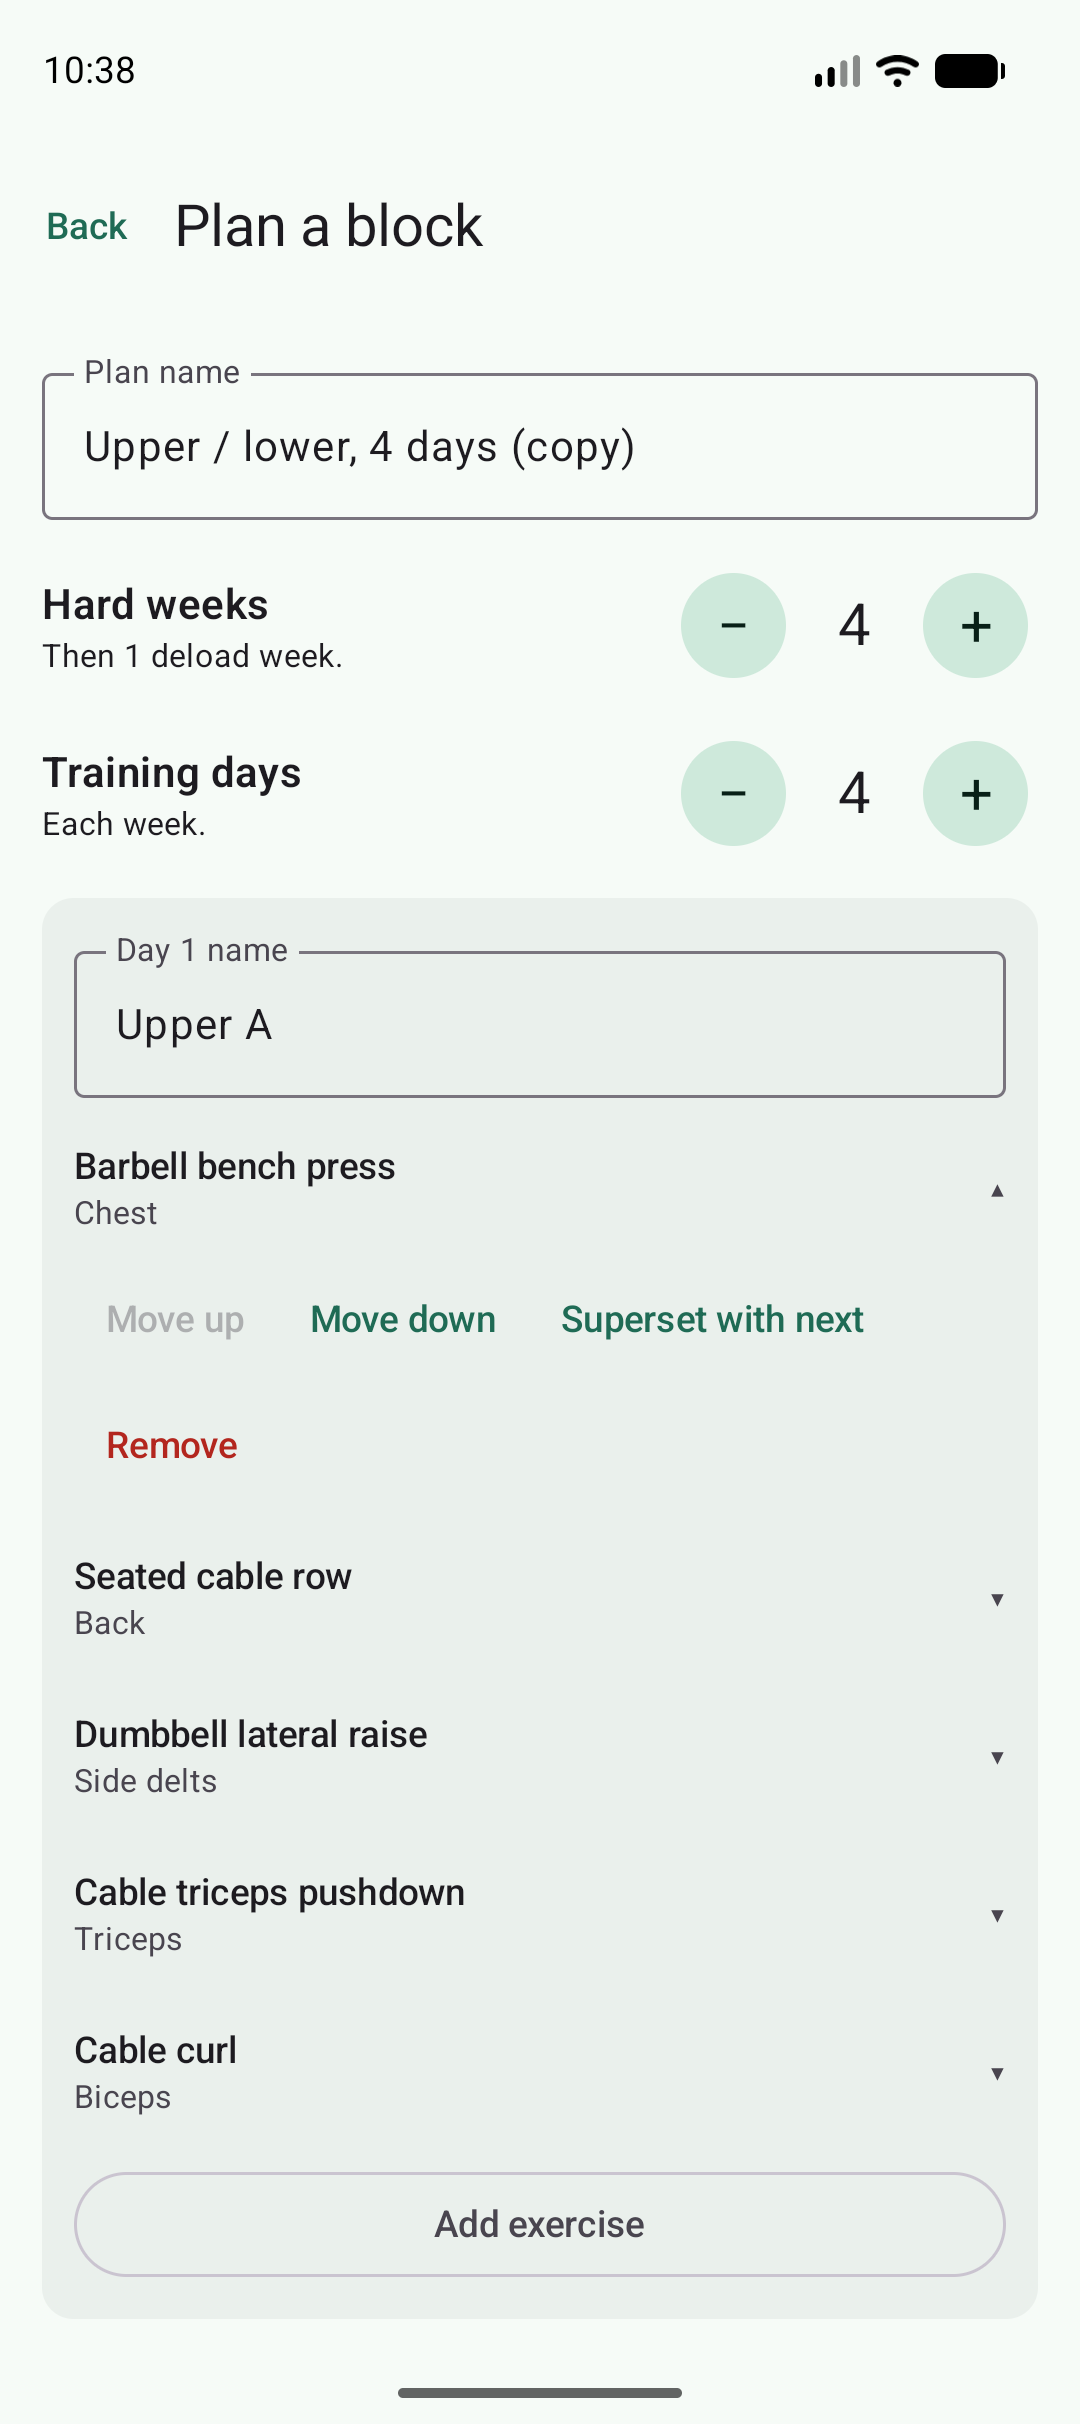 10:38
Back Plan a block
Plan name
Upper / lower, 4 days (copy)
Hard weeks
Then 1 deload week.
− 4 +
Training days
Each week.
− 4 +
Day 1 name
Upper A
Barbell bench press
Chest
▲
Move up Move down Superset with next
Remove
Seated cable row
Back
▼
Dumbbell lateral raise
Side delts
▼
Cable triceps pushdown
Triceps
▼
Cable curl
Biceps
▼
Add exercise